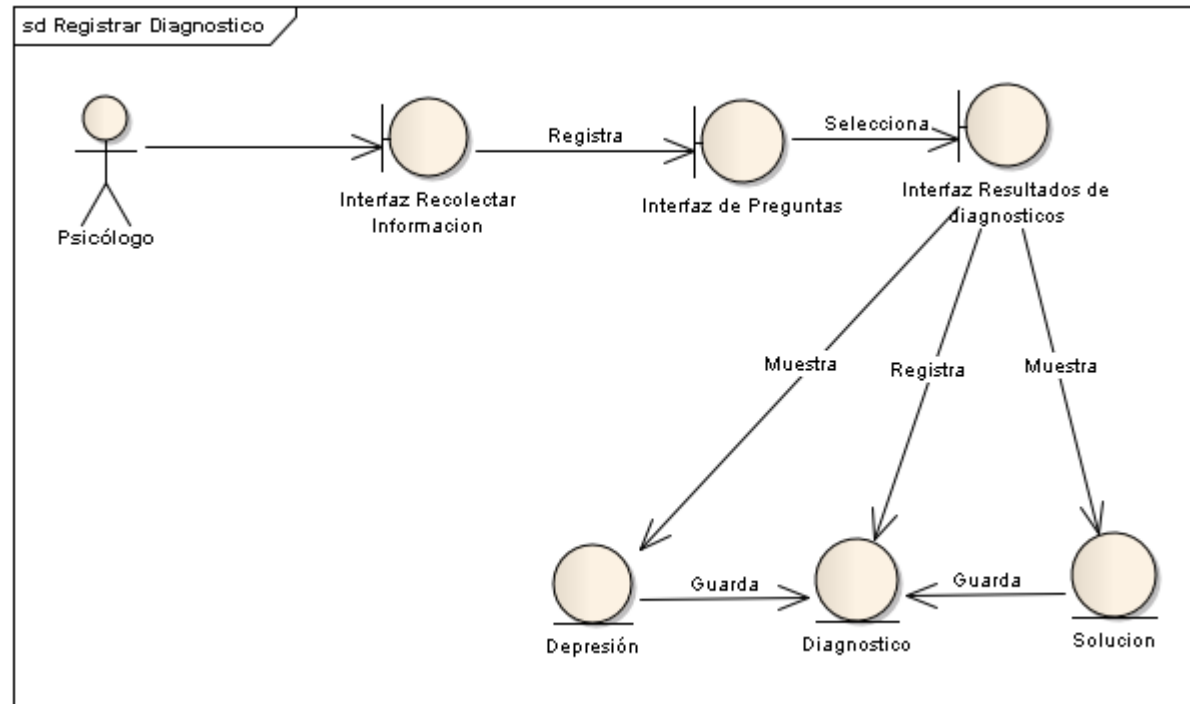 sd Registrar Diagnostico
Psicólogo
Interfaz Recolectar
Informacion
Registra
Interfaz de Preguntas
Selecciona
Interfaz Resultados de
diagnosticos
Muestra
Registra
Muestra
Depresión
Guarda
Diagnostico
Guarda
Solucion